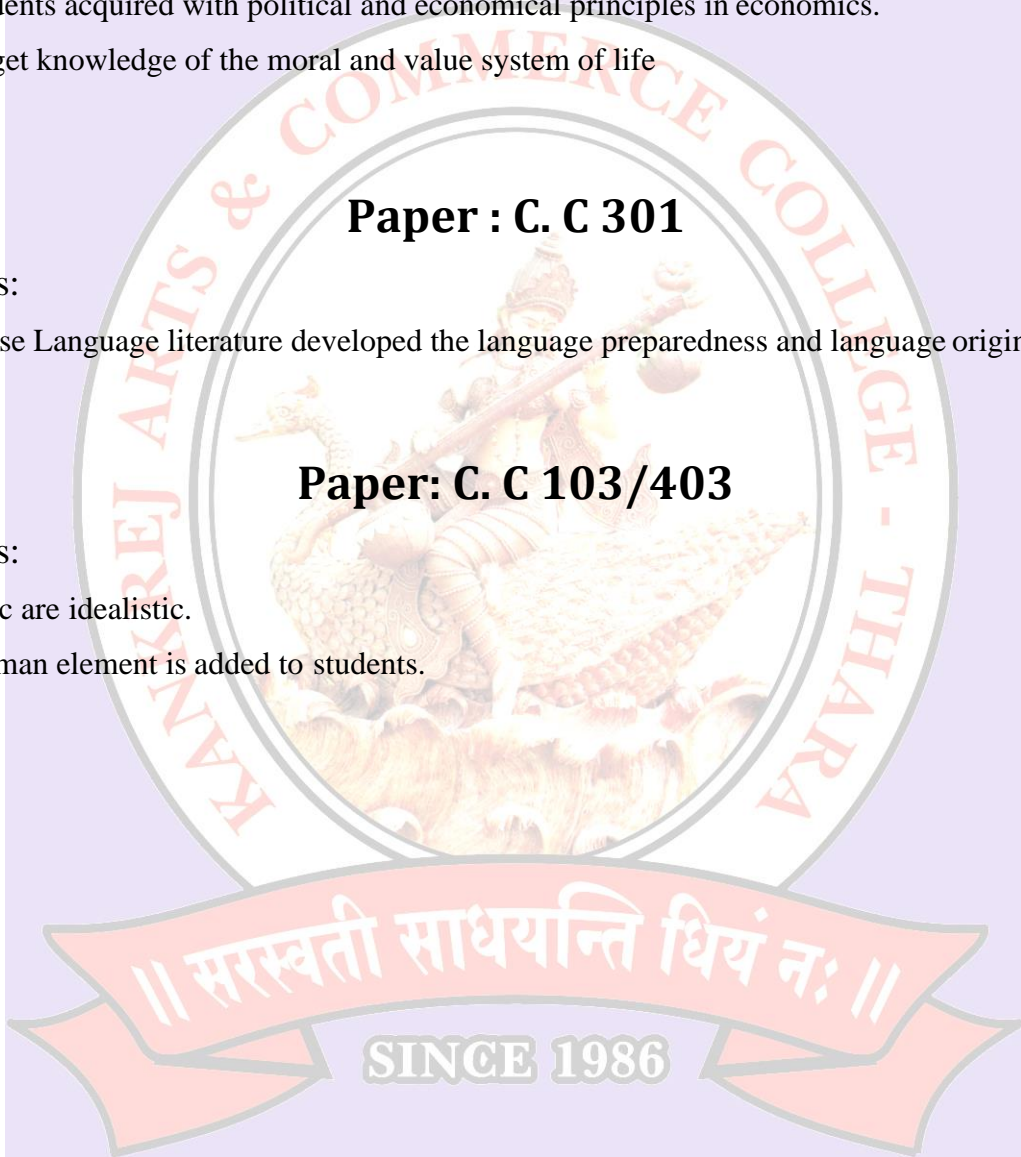 dents acquired with political and economical principles in economics.
get knowledge of the moral and value system of life
KANKREJ ARTS & COMMERCE COLLEGE - THARA
Paper : C. C 301
s:
se Language literature developed the language preparedness and language origin
Paper: C. C 103/403
s:
c are idealistic.
man element is added to students.
|| सरस्वती साधयन्ति धियं नः ||
SINCE 1986